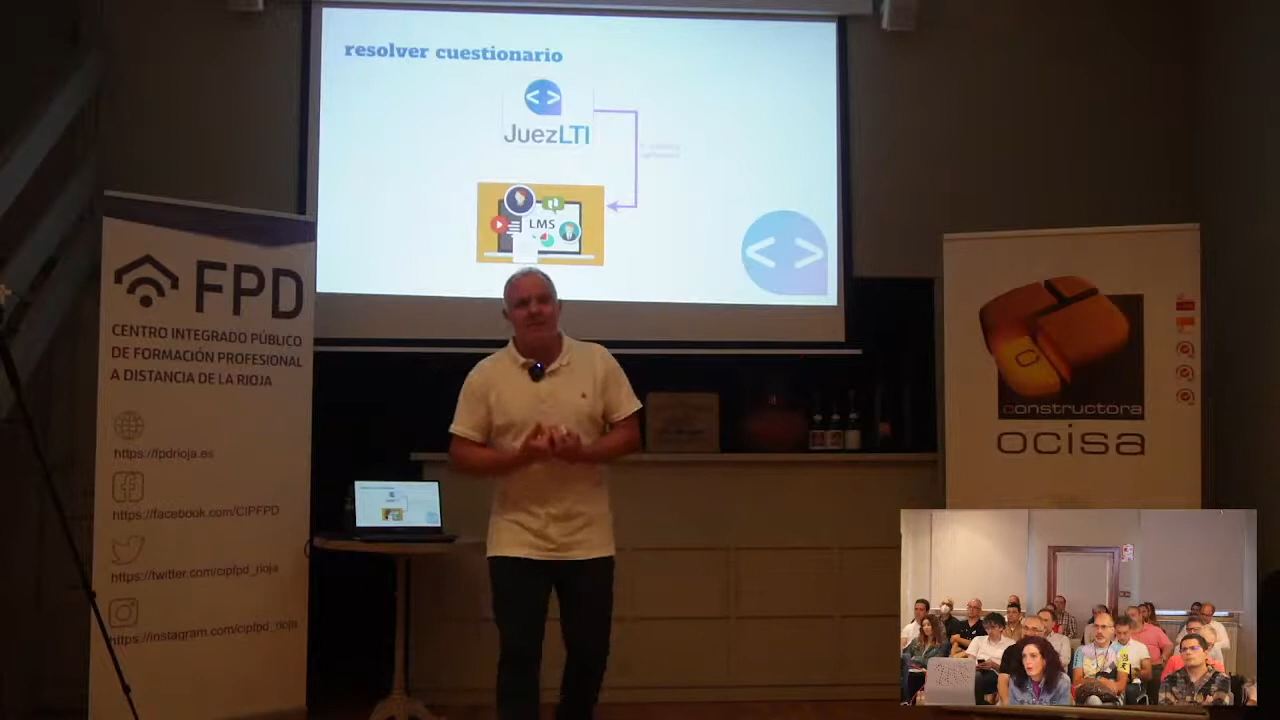 resolver cuestionario
< >
JuezLTI
LMS
< >
FPD
CENTRO INTEGRADO PÚBLICO
DE FORMACIÓN PROFESIONAL
A DISTANCIA DE LA RIOJA
https://fpdrioja.es
https://facebook.com/CIPFPD
https://twitter.com/cipfpd_rioja
https://instagram.com/cipfpd_rioja
constructora
ocisa